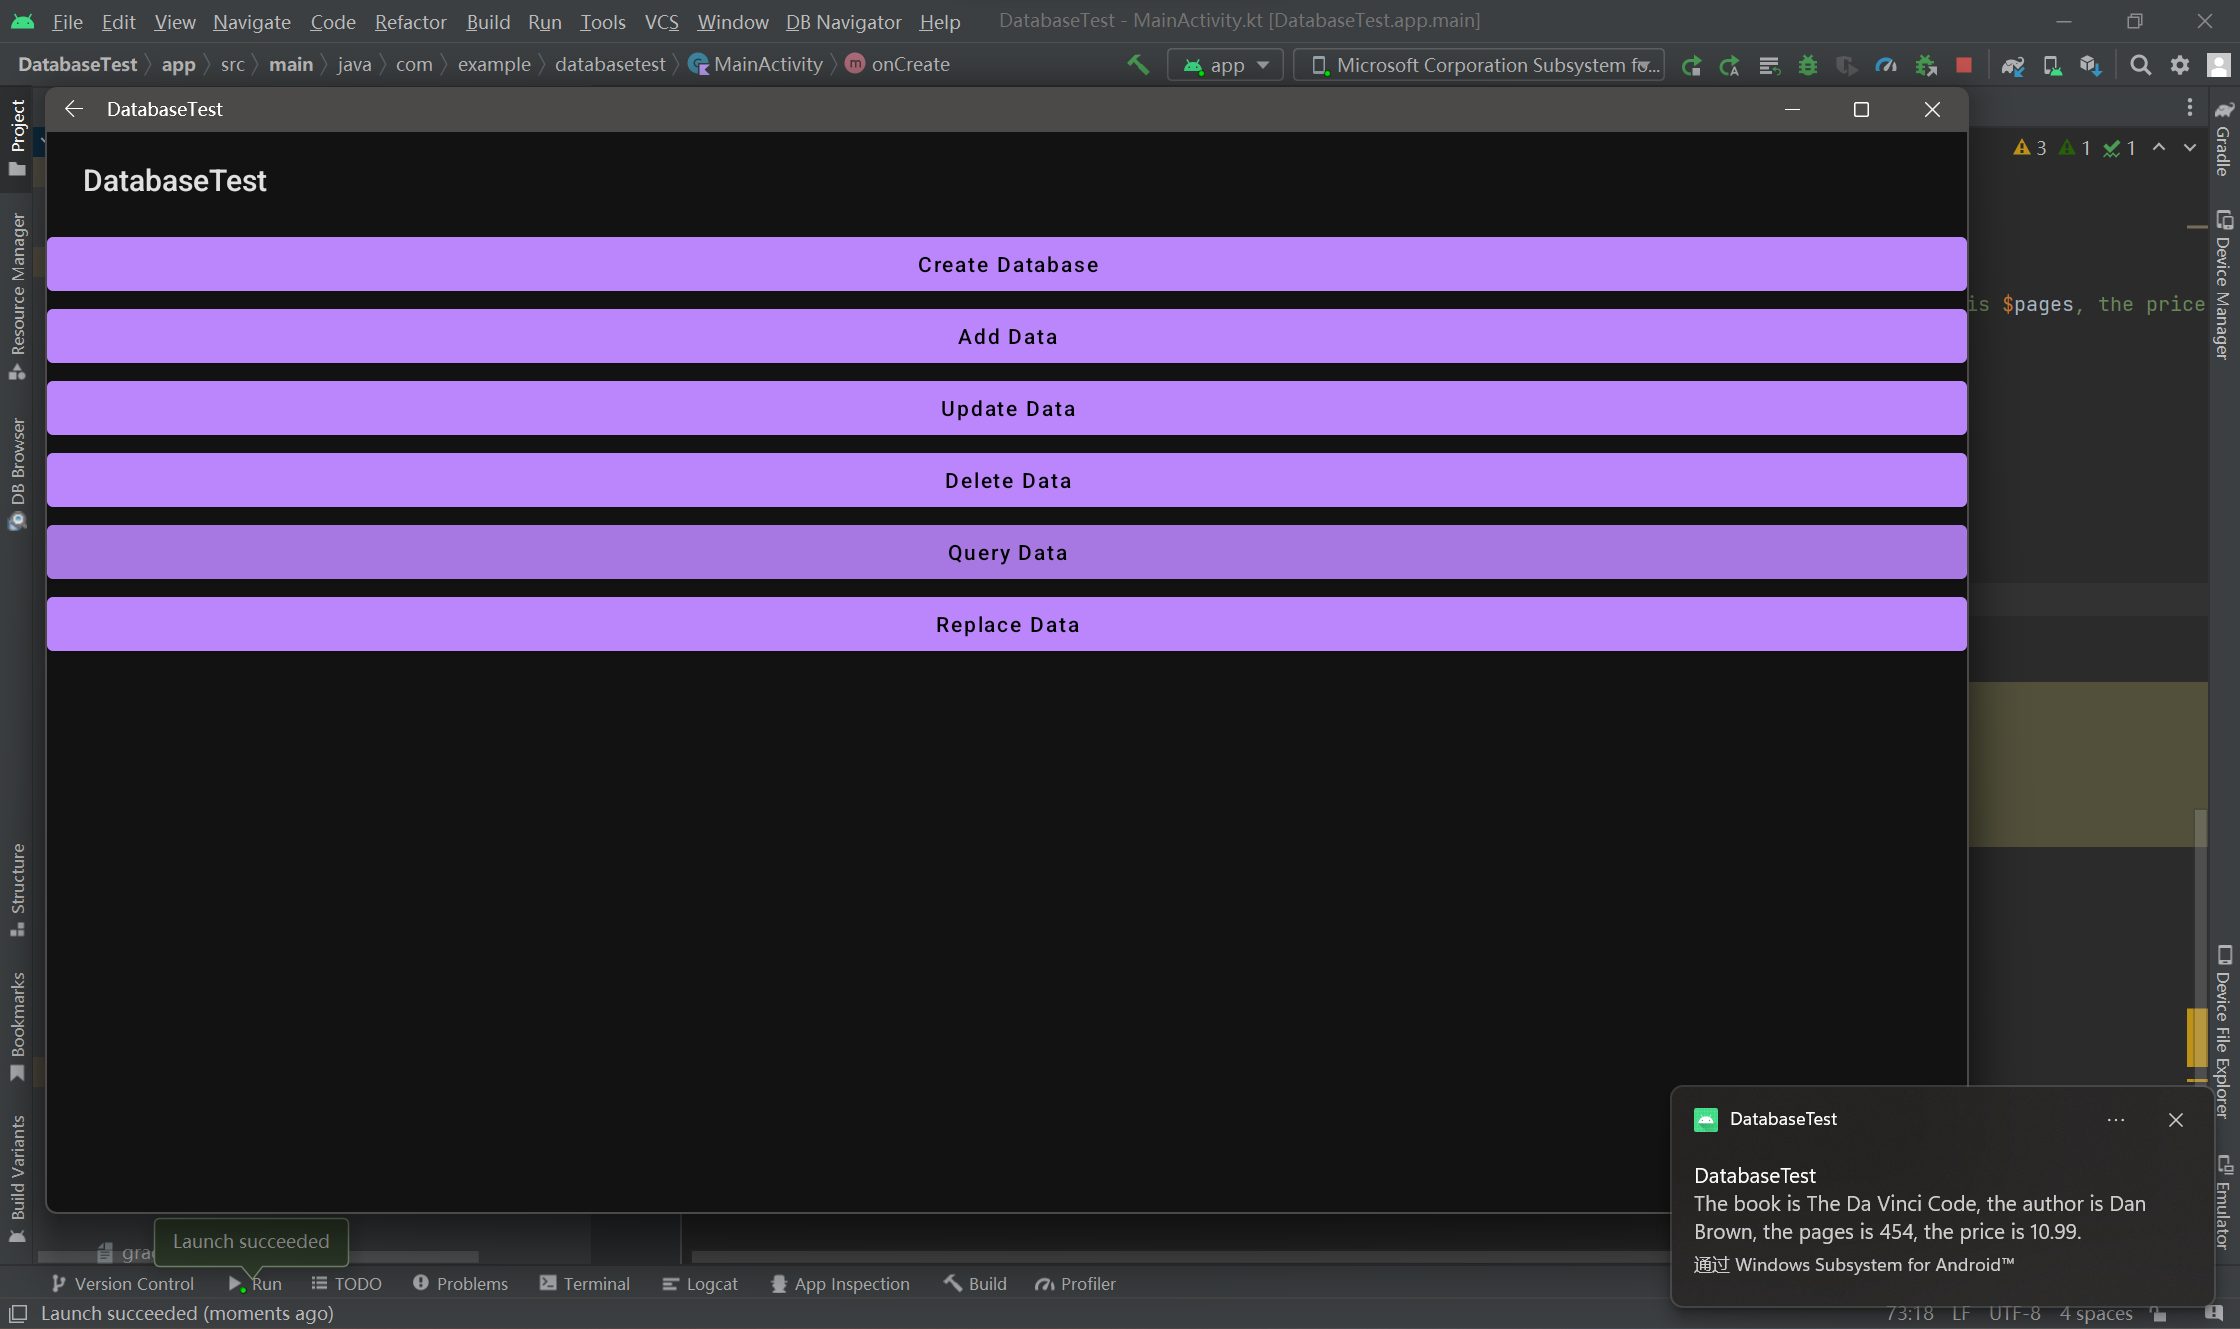 File Edit View Navigate Code Refactor Build Run Tools VCS Window DB Navigator Help DatabaseTest - MainActivity.kt [DatabaseTest.app.main]
DatabaseTest app src main java com example databasetest MainActivity onCreate app Microsoft Corporation Subsystem fo...
DatabaseTest
3 1 1
DatabaseTest
Create Database
Add Data
Update Data
Delete Data
Query Data
Replace Data
is $pages, the price
Project
Resource Manager
DB Browser
Structure
Bookmarks
Build Variants
Gradle
Device Manager
Device File Explorer
Emulator
DatabaseTest
DatabaseTest
The book is The Da Vinci Code, the author is Dan
Brown, the pages is 454, the price is 10.99.
通过 Windows Subsystem for Android™
Launch succeeded
Version Control Run TODO Problems Terminal Logcat App Inspection Build Profiler
Launch succeeded (moments ago) 73:18 LF UTF-8 4 spaces